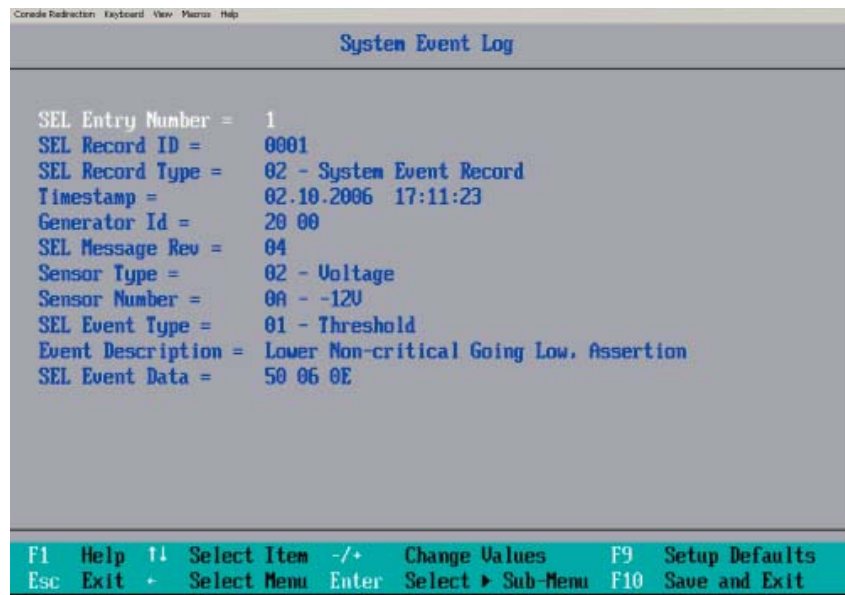 Console Redirection Keyboard View Macros Help
System Event Log
SEL Entry Number = 1
SEL Record ID = 0001
SEL Record Type = 02 - System Event Record
Timestamp = 02.10.2006 17:11:23
Generator Id = 20 00
SEL Message Rev = 04
Sensor Type = 02 - Voltage
Sensor Number = 0A - -12V
SEL Event Type = 01 - Threshold
Event Description = Lower Non-critical Going Low, Assertion
SEL Event Data = 50 06 0E
F1 Help ↑↓ Select Item -/+ Change Values F9 Setup Defaults
Esc Exit ← Select Menu Enter Select ▶ Sub-Menu F10 Save and Exit